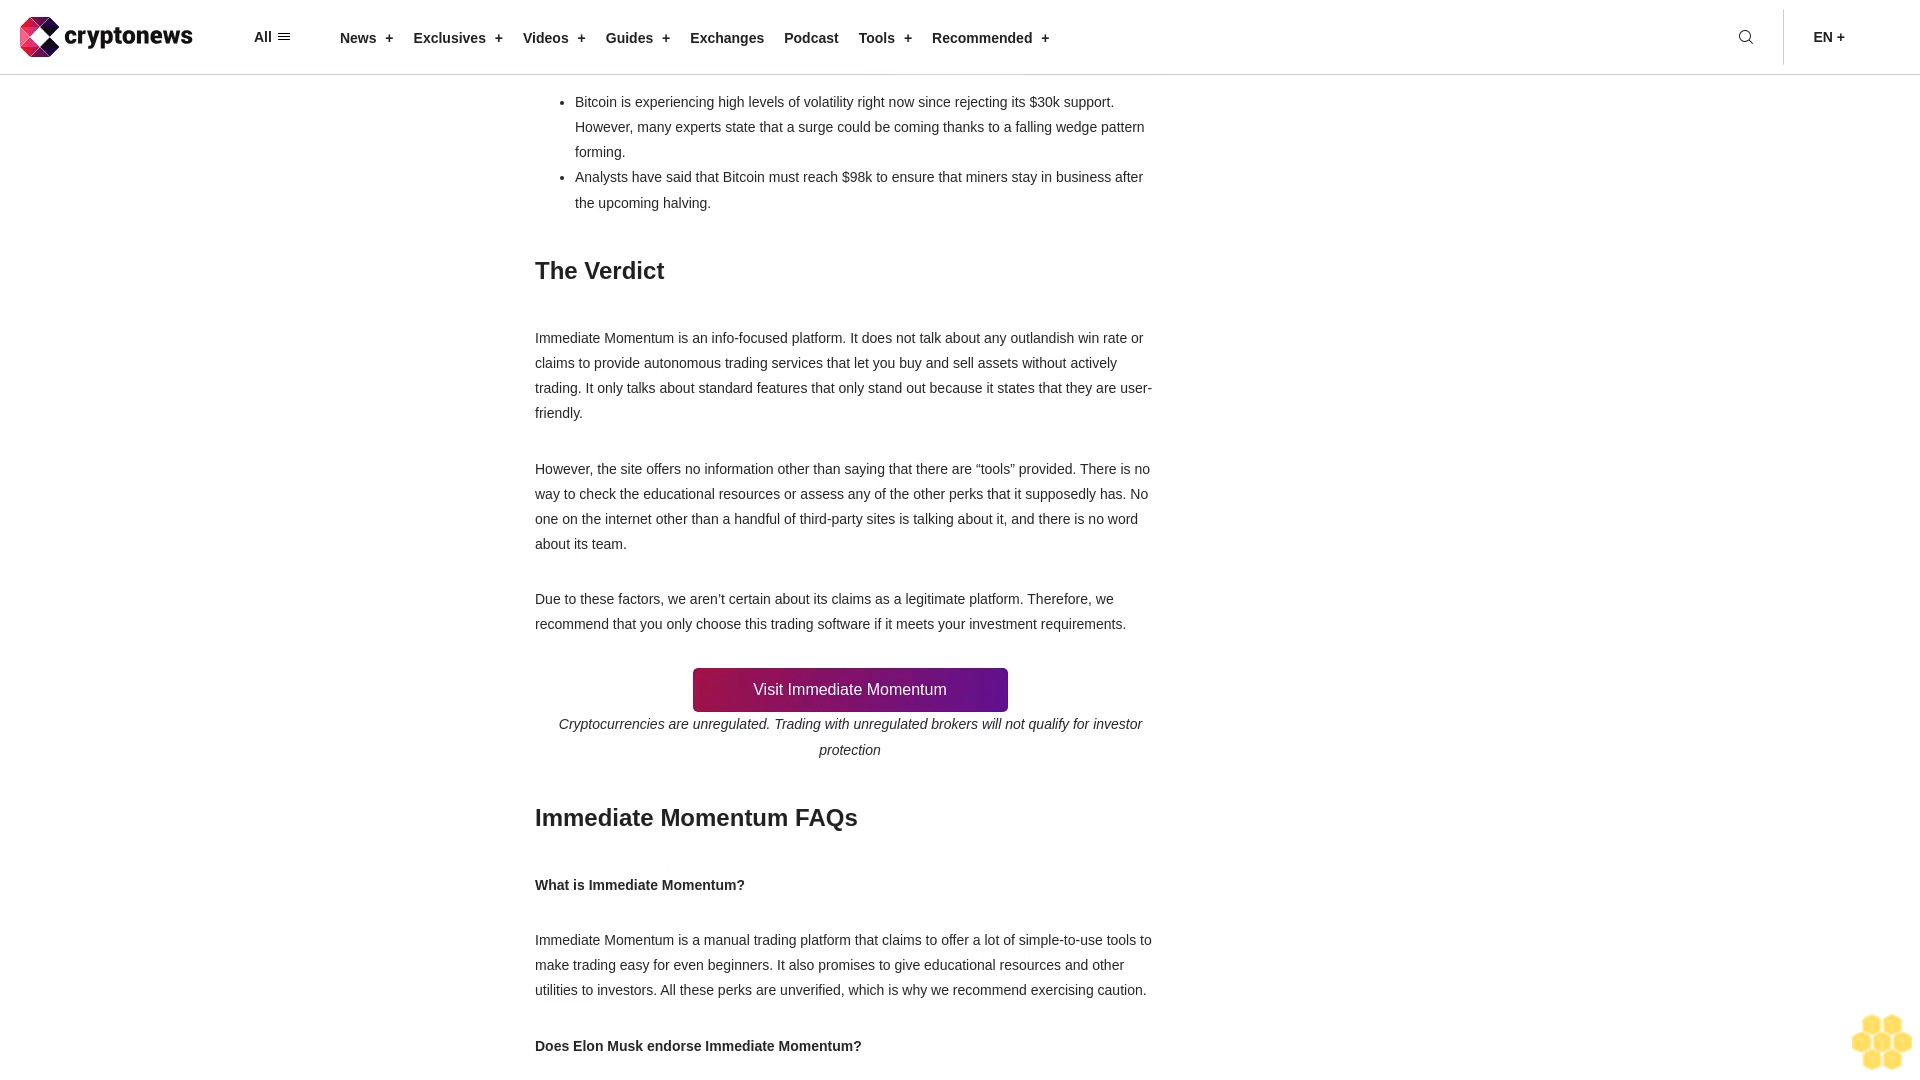 cryptonews
All
News +
Exclusives +
Videos +
Guides +
Exchanges
Podcast
Tools +
Recommended +
EN +
Bitcoin is experiencing high levels of volatility right now since rejecting its $30k support.
However, many experts state that a surge could be coming thanks to a falling wedge pattern
forming.
Analysts have said that Bitcoin must reach $98k to ensure that miners stay in business after
the upcoming halving.
The Verdict
Immediate Momentum is an info-focused platform. It does not talk about any outlandish win rate or
claims to provide autonomous trading services that let you buy and sell assets without actively
trading. It only talks about standard features that only stand out because it states that they are user-
friendly.
However, the site offers no information other than saying that there are “tools” provided. There is no
way to check the educational resources or assess any of the other perks that it supposedly has. No
one on the internet other than a handful of third-party sites is talking about it, and there is no word
about its team.
Due to these factors, we aren’t certain about its claims as a legitimate platform. Therefore, we
recommend that you only choose this trading software if it meets your investment requirements.
Visit Immediate Momentum
Cryptocurrencies are unregulated. Trading with unregulated brokers will not qualify for investor
protection
Immediate Momentum FAQs
What is Immediate Momentum?
Immediate Momentum is a manual trading platform that claims to offer a lot of simple-to-use tools to
make trading easy for even beginners. It also promises to give educational resources and other
utilities to investors. All these perks are unverified, which is why we recommend exercising caution.
Does Elon Musk endorse Immediate Momentum?